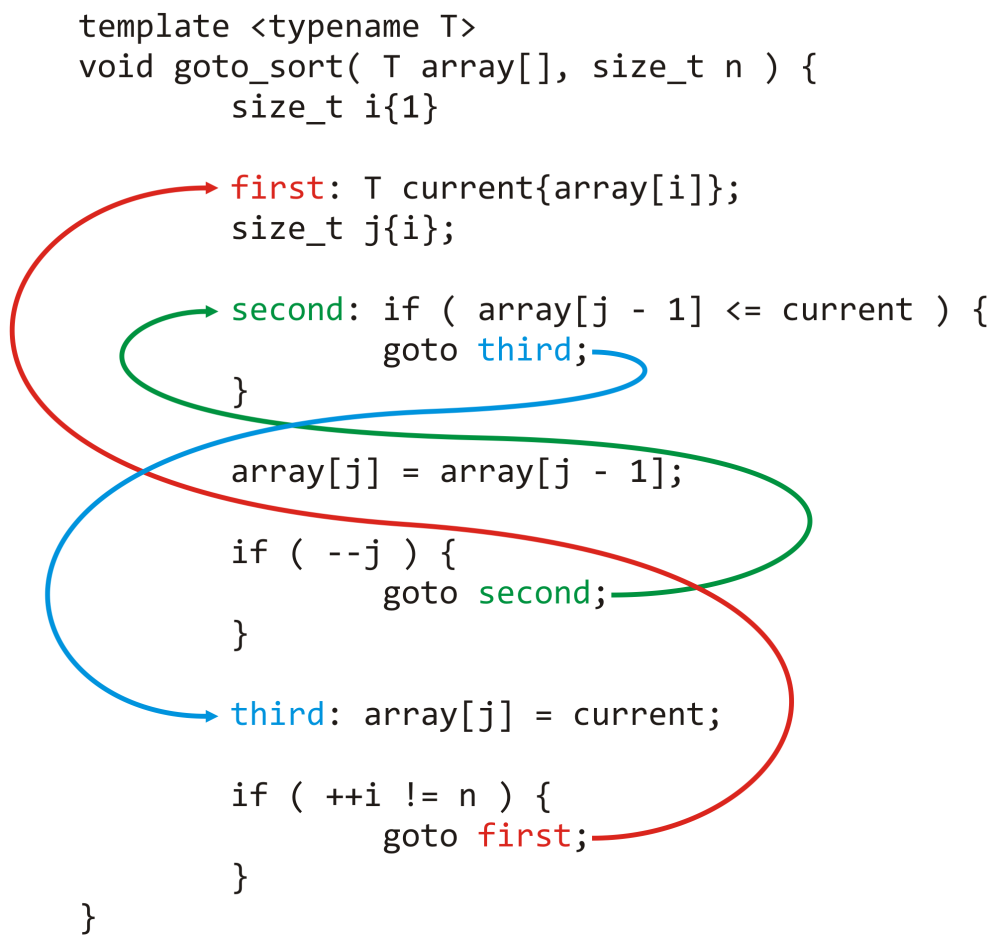 template <typename T>
void goto_sort( T array[], size_t n ) {
size_t i{1}
first: T current{array[i]};
size_t j{i};
second: if ( array[j - 1] <= current ) {
goto third;
}
array[j] = array[j - 1];
if ( --j ) {
goto second;
}
third: array[j] = current;
if ( ++i != n ) {
goto first;
}
}